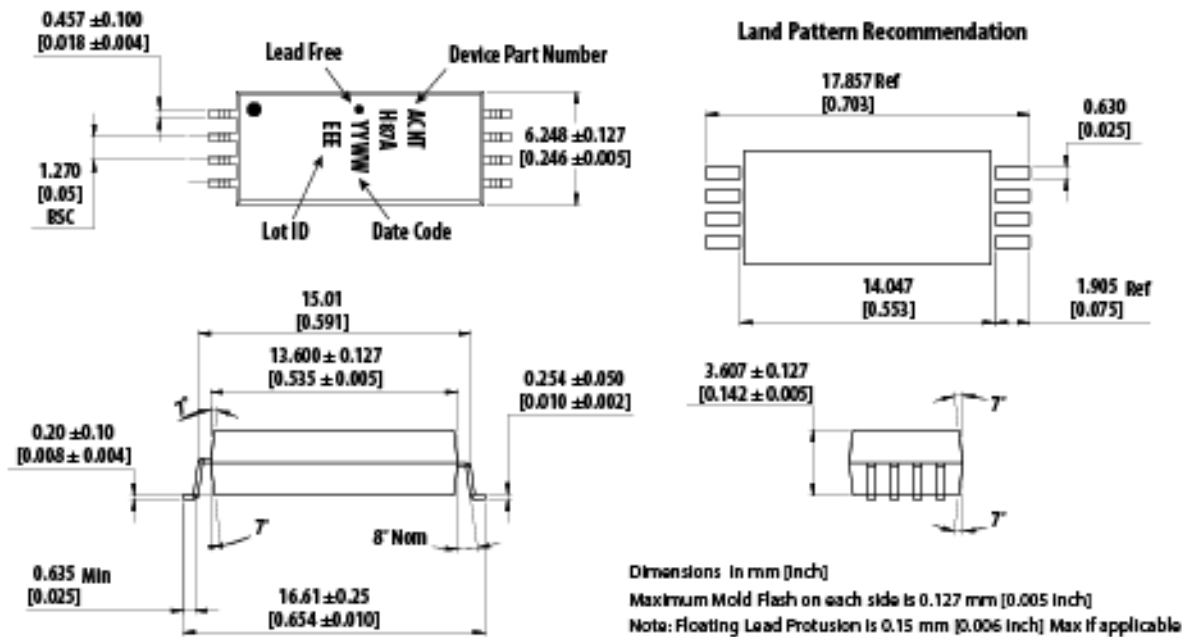 0.457 ±0.100
[0.018 ±0.004]
Lead Free
Device Part Number
ACNT
H87A
YYWW
EEE
6.248 ±0.127
[0.246 ±0.005]
1.270
[0.05]
BSC
Lot ID
Date Code
Land Pattern Recommendation
17.857 Ref
[0.703]
0.630
[0.025]
14.047
[0.553]
1.905 Ref
[0.075]
15.01
[0.591]
13.600 ± 0.127
[0.535 ± 0.005]
0.254 ±0.050
[0.010 ±0.002]
7°
0.20 ±0.10
[0.008 ± 0.004]
7°
8° Nom
0.635 Min
[0.025]
16.61 ±0.25
[0.654 ±0.010]
3.607 ± 0.127
[0.142 ± 0.005]
7°
7°
Dimensions in mm [inch]
Maximum Mold Flash on each side is 0.127 mm [0.005 inch]
Note: Floating Lead Protusion is 0.15 mm [0.006 inch] Max if applicable